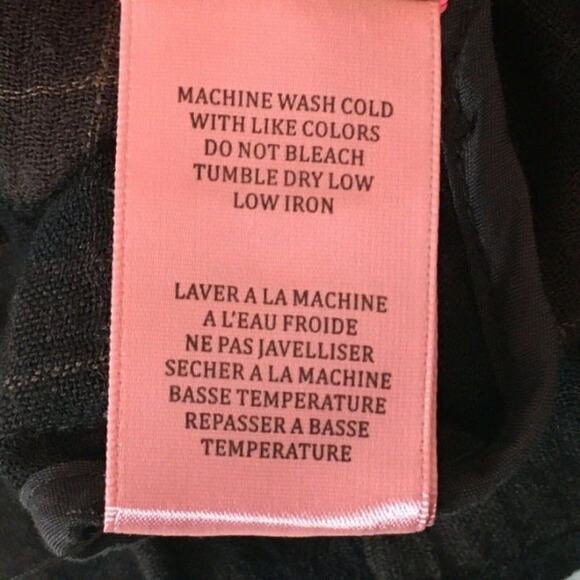 MACHINE WASH COLD
WITH LIKE COLORS
DO NOT BLEACH
TUMBLE DRY LOW
LOW IRON
LAVER A LA MACHINE
A L'EAU FROIDE
NE PAS JAVELLISER
SECHER A LA MACHINE
BASSE TEMPERATURE
REPASSER A BASSE
TEMPERATURE